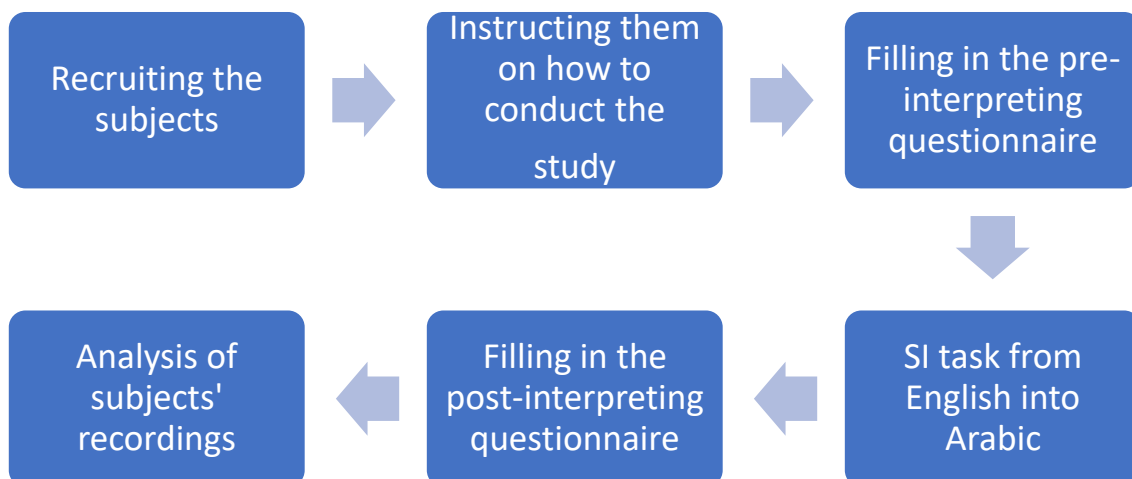 Recruiting the
subjects
Instructing them
on how to
conduct the
study
Filling in the pre-
interpreting
questionnaire
SI task from
English into
Arabic
Filling in the
post-interpreting
questionnaire
Analysis of
subjects'
recordings